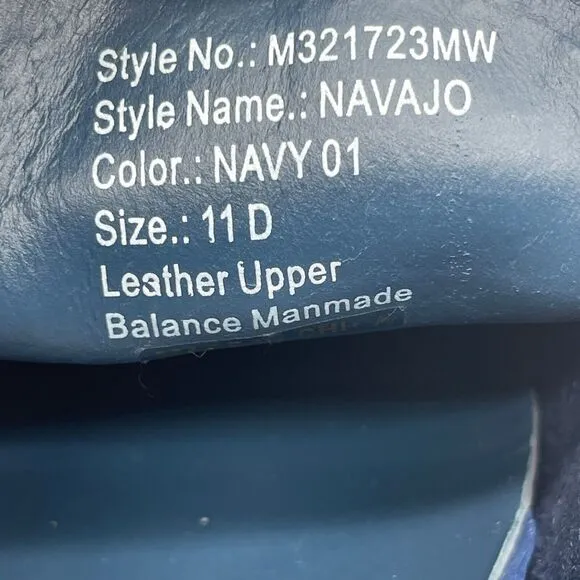 Style No.: M321723MW
Style Name.: NAVAJO
Color.: NAVY 01
Size.: 11 D
Leather Upper
Balance Manmade